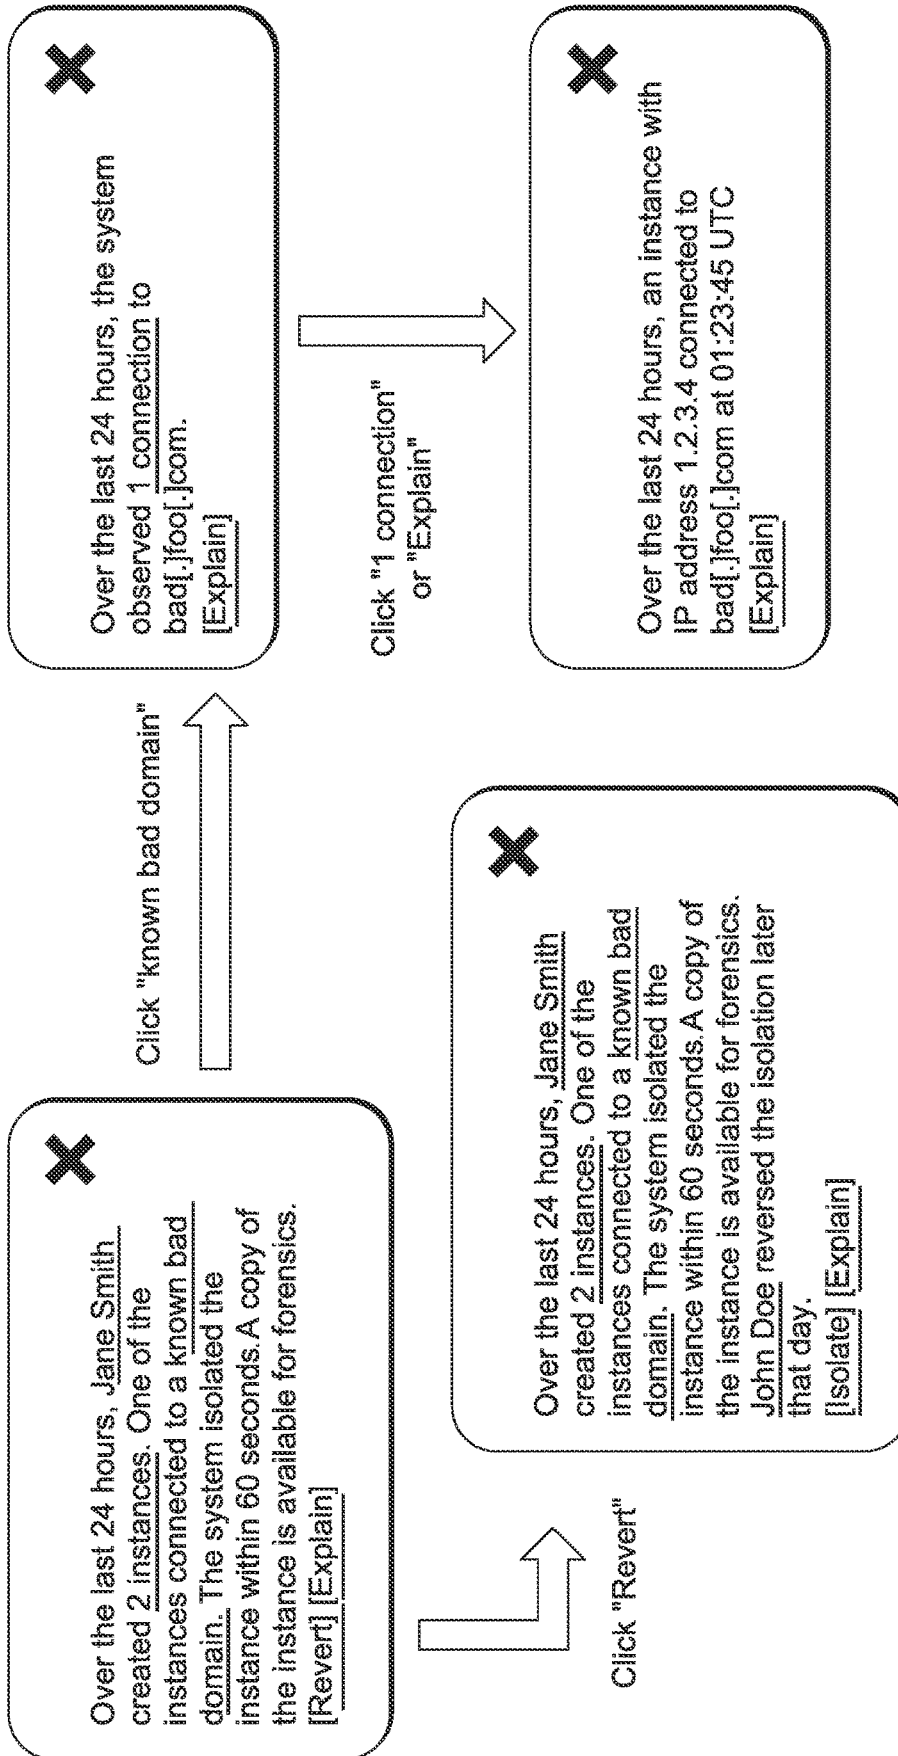 Over the last 24 hours, Jane Smith
created 2 instances. One of the
instances connected to a known bad
domain. The system isolated the
instance within 60 seconds.A copy of
the instance is available for forensics.
[Revert] [Explain]
Click "known bad domain"
Over the last 24 hours, the system
observed 1 connection to
bad[.]foo[.]com.
[Explain]
Click "1 connection"
or "Explain"
Over the last 24 hours, an instance with
IP address 1.2.3.4 connected to
bad[.]foo[.]com at 01:23:45 UTC
[Explain]
Click "Revert"
Over the last 24 hours, Jane Smith
created 2 instances. One of the
instances connected to a known bad
domain. The system isolated the
instance within 60 seconds.A copy of
the instance is available for forensics.
John Doe reversed the isolation later
that day.
[Isolate] [Explain]